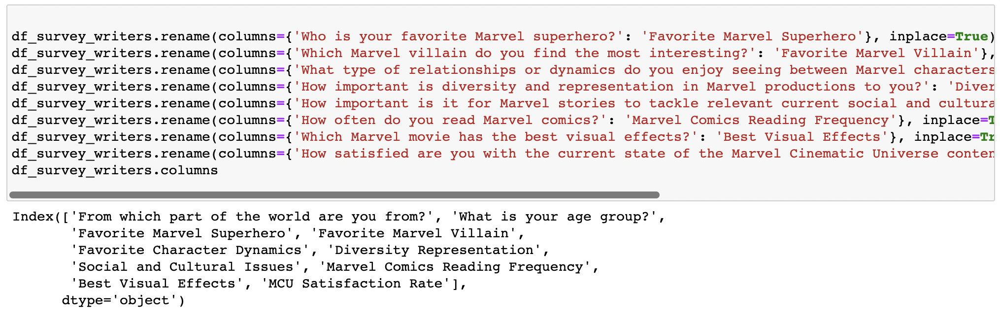 df_survey_writers.rename(columns={'Who is your favorite Marvel superhero?': 'Favorite Marvel Superhero'}, inplace=True)
df_survey_writers.rename(columns={'Which Marvel villain do you find the most interesting?': 'Favorite Marvel Villain'},
df_survey_writers.rename(columns={'What type of relationships or dynamics do you enjoy seeing between Marvel characters
df_survey_writers.rename(columns={'How important is diversity and representation in Marvel productions to you?': 'Diver
df_survey_writers.rename(columns={'How important is it for Marvel stories to tackle relevant current social and cultura
df_survey_writers.rename(columns={'How often do you read Marvel comics?': 'Marvel Comics Reading Frequency'}, inplace=T
df_survey_writers.rename(columns={'Which Marvel movie has the best visual effects?': 'Best Visual Effects'}, inplace=Tr
df_survey_writers.rename(columns={'How satisfied are you with the current state of the Marvel Cinematic Universe conten
df_survey_writers.columns
Index(['From which part of the world are you from?', 'What is your age group?',
'Favorite Marvel Superhero', 'Favorite Marvel Villain',
'Favorite Character Dynamics', 'Diversity Representation',
'Social and Cultural Issues', 'Marvel Comics Reading Frequency',
'Best Visual Effects', 'MCU Satisfaction Rate'],
dtype='object')